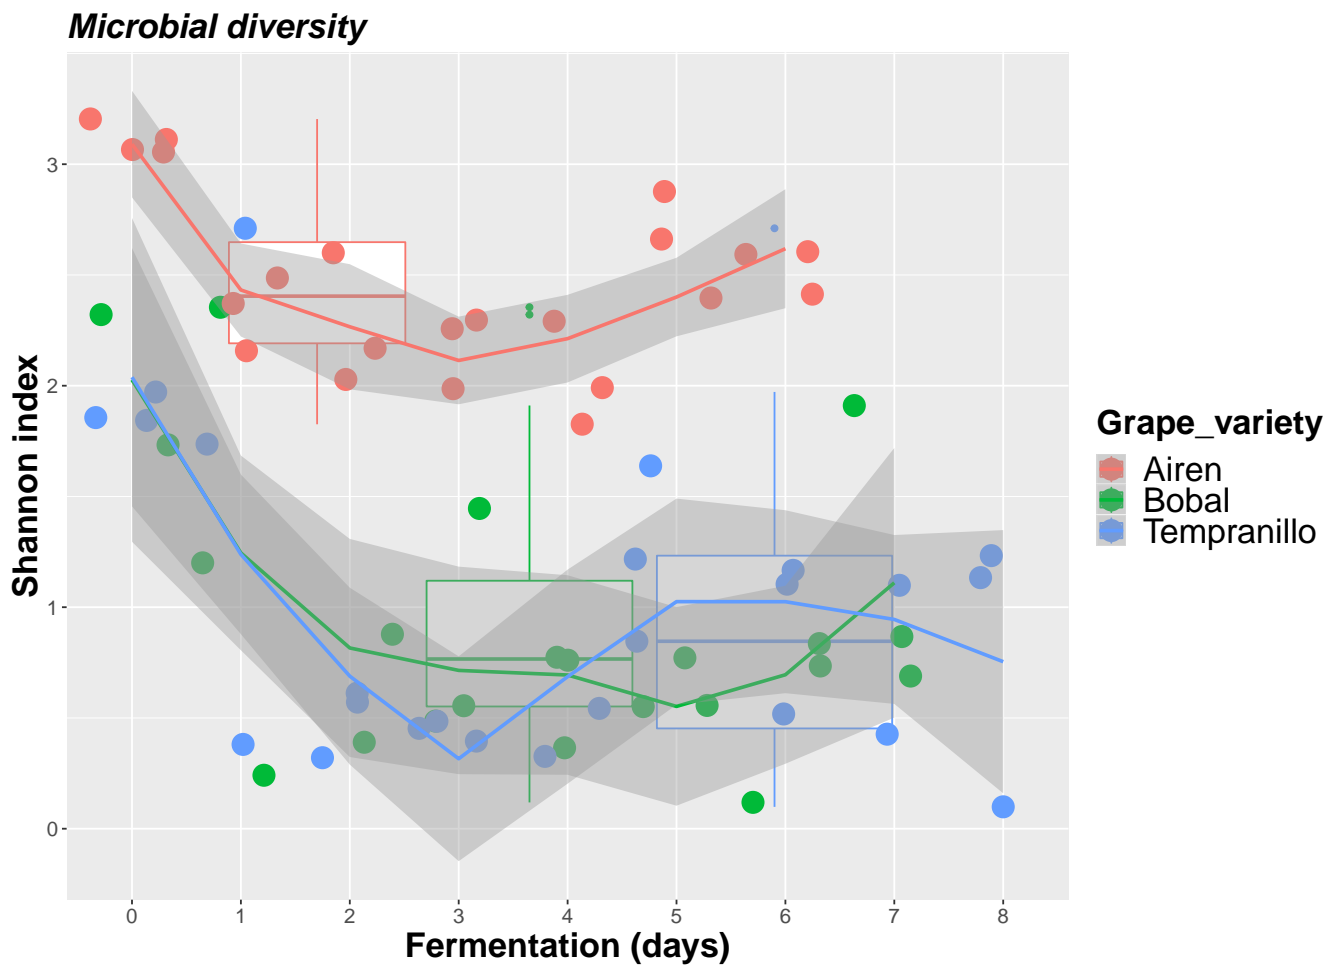 Microbial diversity
3
2
1
0
Shannon index
0 1 2 3 4 5 6 7 8
Fermentation (days)
Grape_variety
Airen
Bobal
Tempranillo